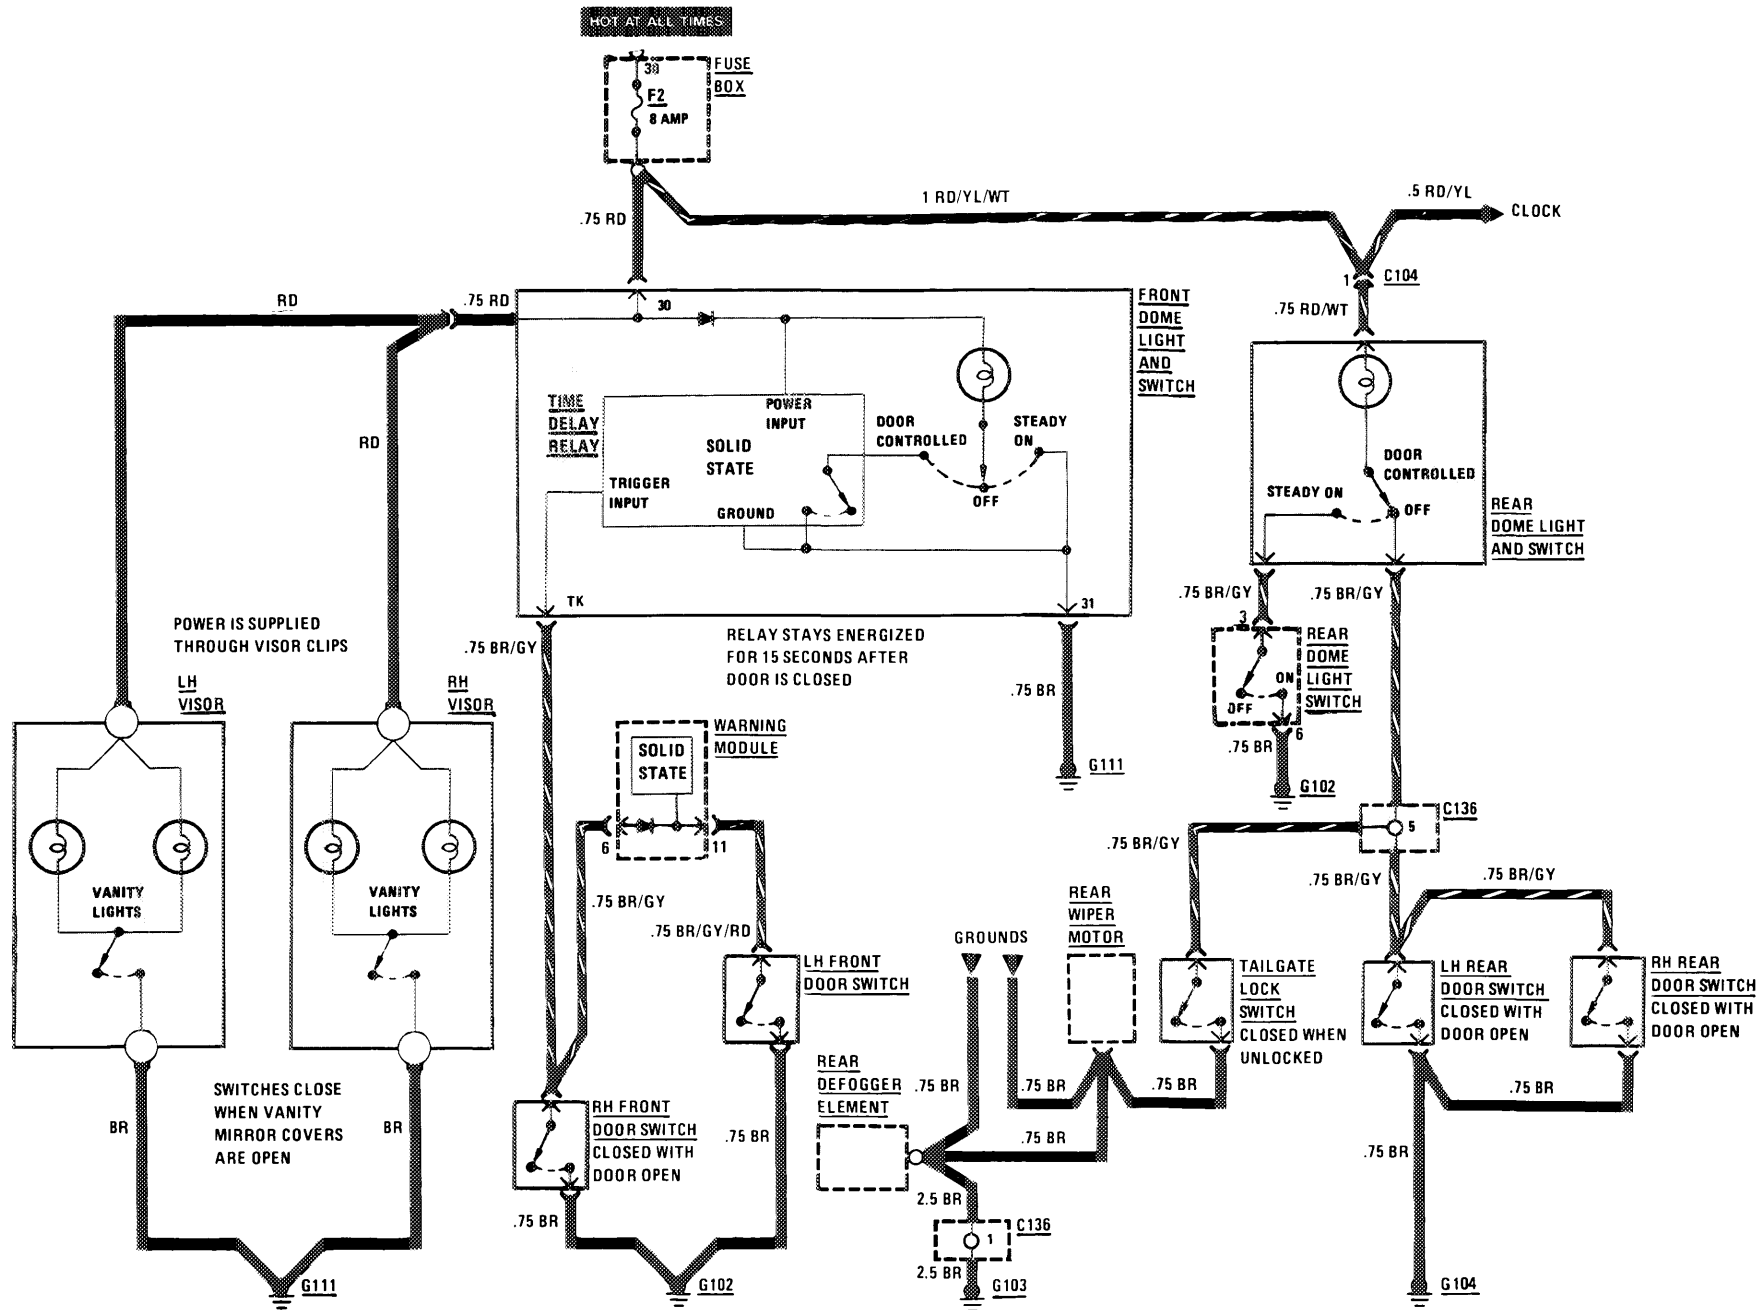 HOT AT ALL TIMES
30
FUSE
BOX
F2
8 AMP
.75 RD
1 RD/YL/WT
.5 RD/YL
CLOCK
1
C104
.75 RD/WT
RD
.75 RD
30
FRONT
DOME
LIGHT
AND
SWITCH
RD
TIME
DELAY
RELAY
POWER
INPUT
SOLID
STATE
TRIGGER
INPUT
GROUND
DOOR
CONTROLLED
STEADY
ON
OFF
TK
31
DOOR
CONTROLLED
STEADY ON
OFF
REAR
DOME LIGHT
AND SWITCH
.75 BR/GY
.75 BR/GY
3
REAR
DOME
LIGHT
SWITCH
ON
OFF
6
.75 BR
G102
POWER IS SUPPLIED
THROUGH VISOR CLIPS
LH
VISOR
RH
VISOR
.75 BR/GY
RELAY STAYS ENERGIZED
FOR 15 SECONDS AFTER
DOOR IS CLOSED
.75 BR
G111
WARNING
MODULE
SOLID
STATE
6
11
VANITY
LIGHTS
VANITY
LIGHTS
.75 BR/GY
.75 BR/GY/RD
LH FRONT
DOOR SWITCH
C136
5
.75 BR/GY
.75 BR/GY
.75 BR/GY
GROUNDS
REAR
WIPER
MOTOR
TAILGATE
LOCK
SWITCH
CLOSED WHEN
UNLOCKED
LH REAR
DOOR SWITCH
CLOSED WITH
DOOR OPEN
RH REAR
DOOR SWITCH
CLOSED WITH
DOOR OPEN
SWITCHES CLOSE
WHEN VANITY
MIRROR COVERS
ARE OPEN
BR
BR
RH FRONT
DOOR SWITCH
CLOSED WITH
DOOR OPEN
.75 BR
.75 BR
REAR
DEFOGGER
ELEMENT
.75 BR
.75 BR
.75 BR
.75 BR
.75 BR
.75 BR
2.5 BR
C136
1
2.5 BR
G111
G102
G103
G104